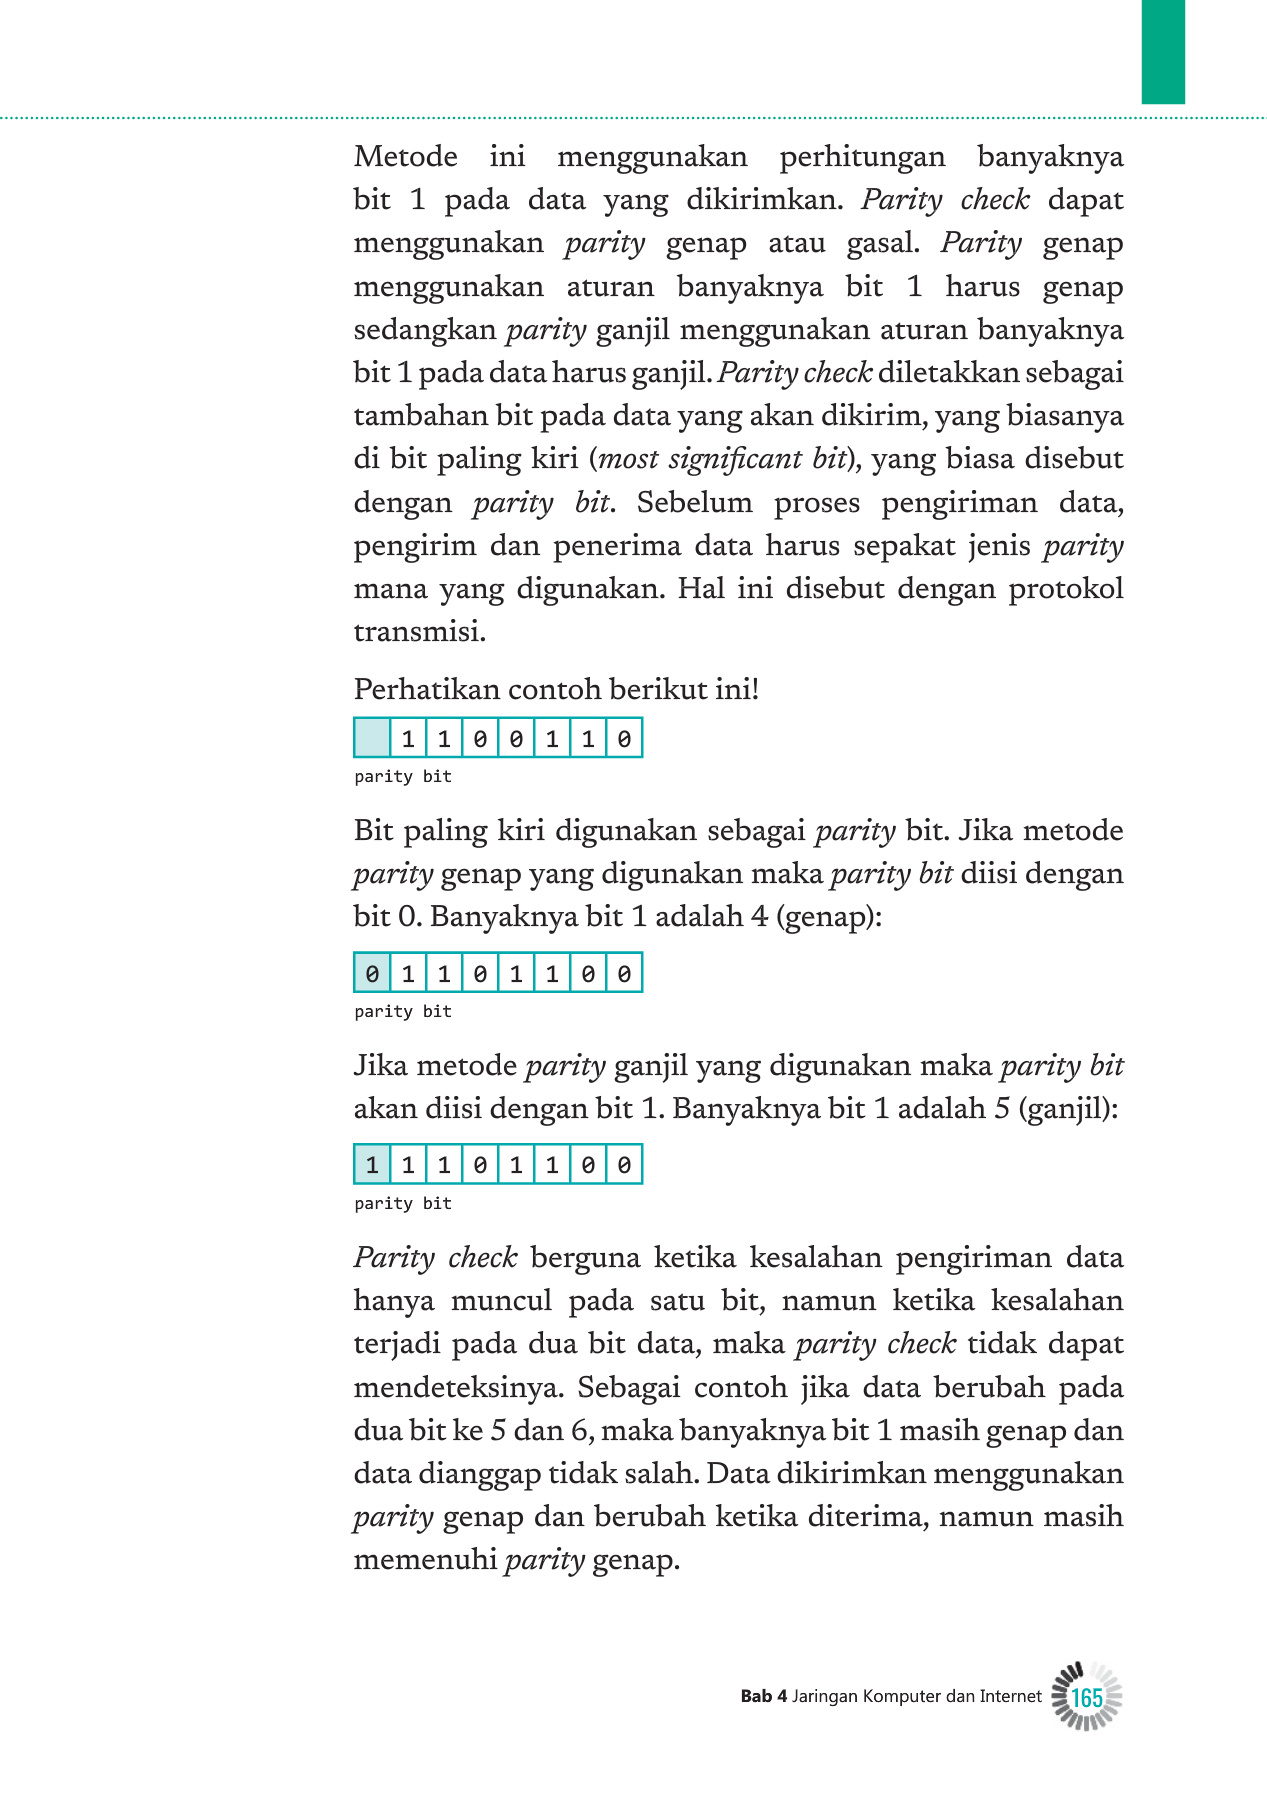 Metode ini menggunakan perhitungan banyaknya
bit 1 pada data yang dikirimkan. Parity check dapat
menggunakan parity genap atau gasal. Parity genap
menggunakan aturan banyaknya bit 1 harus genap
sedangkan parity ganjil menggunakan aturan banyaknya
bit 1 pada data harus ganjil. Parity check diletakkan sebagai
tambahan bit pada data yang akan dikirim, yang biasanya
di bit paling kiri (most significant bit), yang biasa disebut
dengan parity bit. Sebelum proses pengiriman data,
pengirim dan penerima data harus sepakat jenis parity
mana yang digunakan. Hal ini disebut dengan protokol
transmisi.
Perhatikan contoh berikut ini!
1 1 0 0 1 1 0
parity bit
Bit paling kiri digunakan sebagai parity bit. Jika metode
parity genap yang digunakan maka parity bit diisi dengan
bit 0. Banyaknya bit 1 adalah 4 (genap):
0 1 1 0 1 1 0 0
parity bit
Jika metode parity ganjil yang digunakan maka parity bit
akan diisi dengan bit 1. Banyaknya bit 1 adalah 5 (ganjil):
1 1 1 0 1 1 0 0
parity bit
Parity check berguna ketika kesalahan pengiriman data
hanya muncul pada satu bit, namun ketika kesalahan
terjadi pada dua bit data, maka parity check tidak dapat
mendeteksinya. Sebagai contoh jika data berubah pada
dua bit ke 5 dan 6, maka banyaknya bit 1 masih genap dan
data dianggap tidak salah. Data dikirimkan menggunakan
parity genap dan berubah ketika diterima, namun masih
memenuhi parity genap.
Bab 4 Jaringan Komputer dan Internet 165